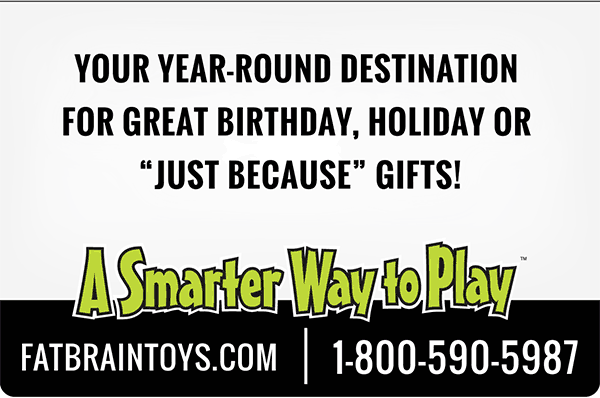 YOUR YEAR-ROUND DESTINATION
FOR GREAT BIRTHDAY, HOLIDAY OR
“JUST BECAUSE” GIFTS!
A Smarter Way to Play™
FATBRAINTOYS.COM | 1-800-590-5987